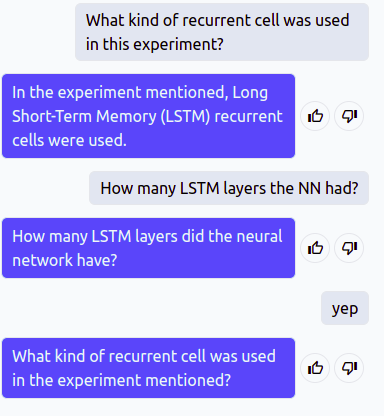 What kind of recurrent cell was used
in this experiment?
In the experiment mentioned, Long
Short-Term Memory (LSTM) recurrent
cells were used.
How many LSTM layers the NN had?
How many LSTM layers did the neural
network have?
yep
What kind of recurrent cell was used
in the experiment mentioned?